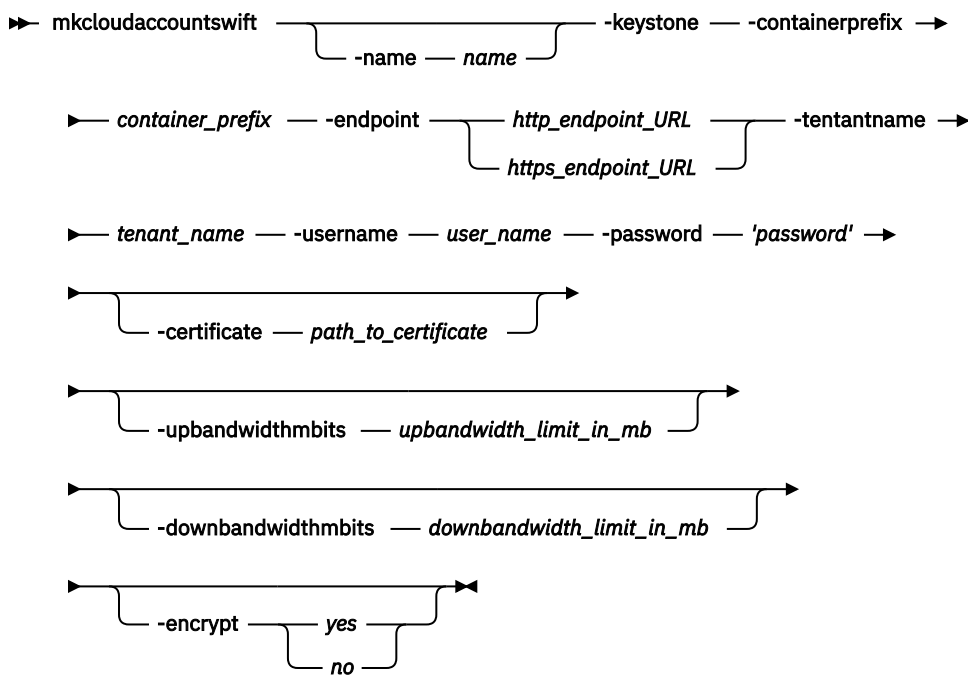 mkcloudaccountswift -keystone -containerprefix
-name name
container_prefix -endpoint http_endpoint_URL -tentantname
https_endpoint_URL
tenant_name -username user_name -password 'password'
-certificate path_to_certificate
-upbandwidthmbits upbandwidth_limit_in_mb
-downbandwidthmbits downbandwidth_limit_in_mb
-encrypt yes
no